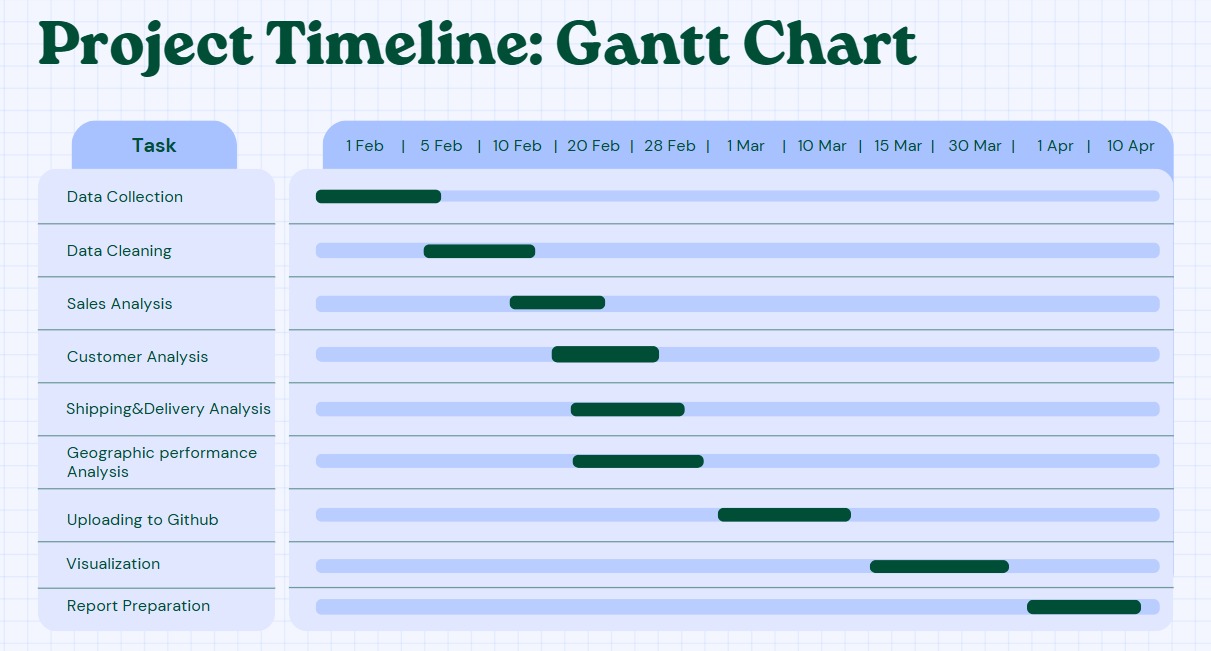 Project Timeline: Gantt Chart
Task
1 Feb | 5 Feb | 10 Feb | 20 Feb | 28 Feb | 1 Mar | 10 Mar | 15 Mar | 30 Mar | 1 Apr | 10 Apr
Data Collection
Data Cleaning
Sales Analysis
Customer Analysis
Shipping&Delivery Analysis
Geographic performance
Analysis
Uploading to Github
Visualization
Report Preparation